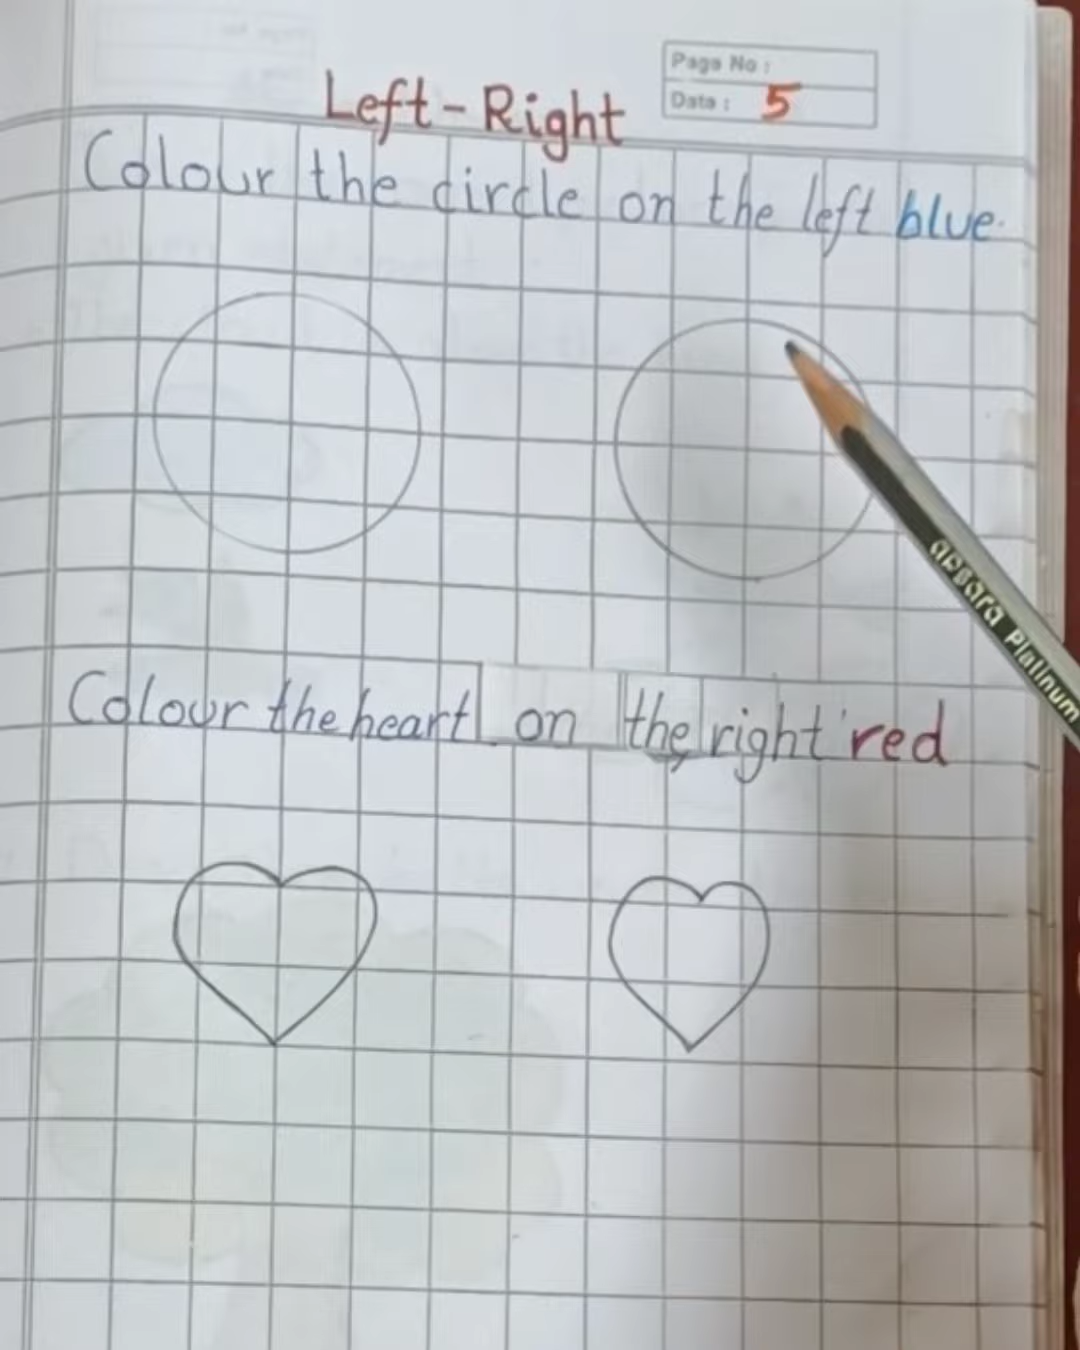 Page No :
Left - Right
Date : 5
Colour the circle on the left blue.
apsara Platinum
Colour the heart on the right red